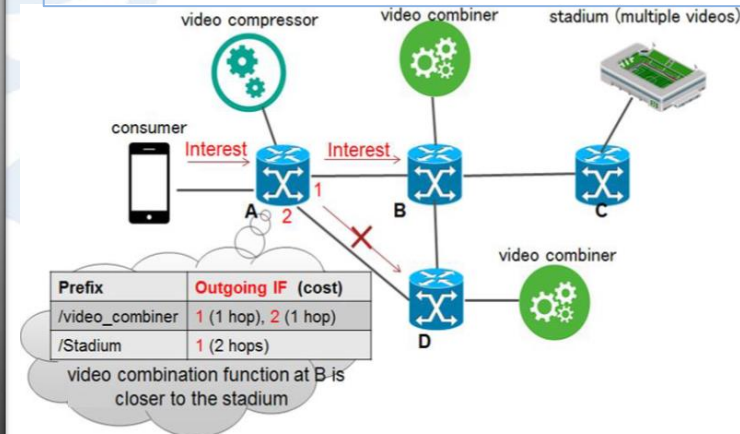 video compressor
video combiner
stadium (multiple videos)
consumer
Interest
Interest
1
A
2
B
C
video combiner
Prefix
Outgoing IF (cost)
/video_combiner
1 (1 hop), 2 (1 hop)
/Stadium
1 (2 hops)
D
video combination function at B is
closer to the stadium